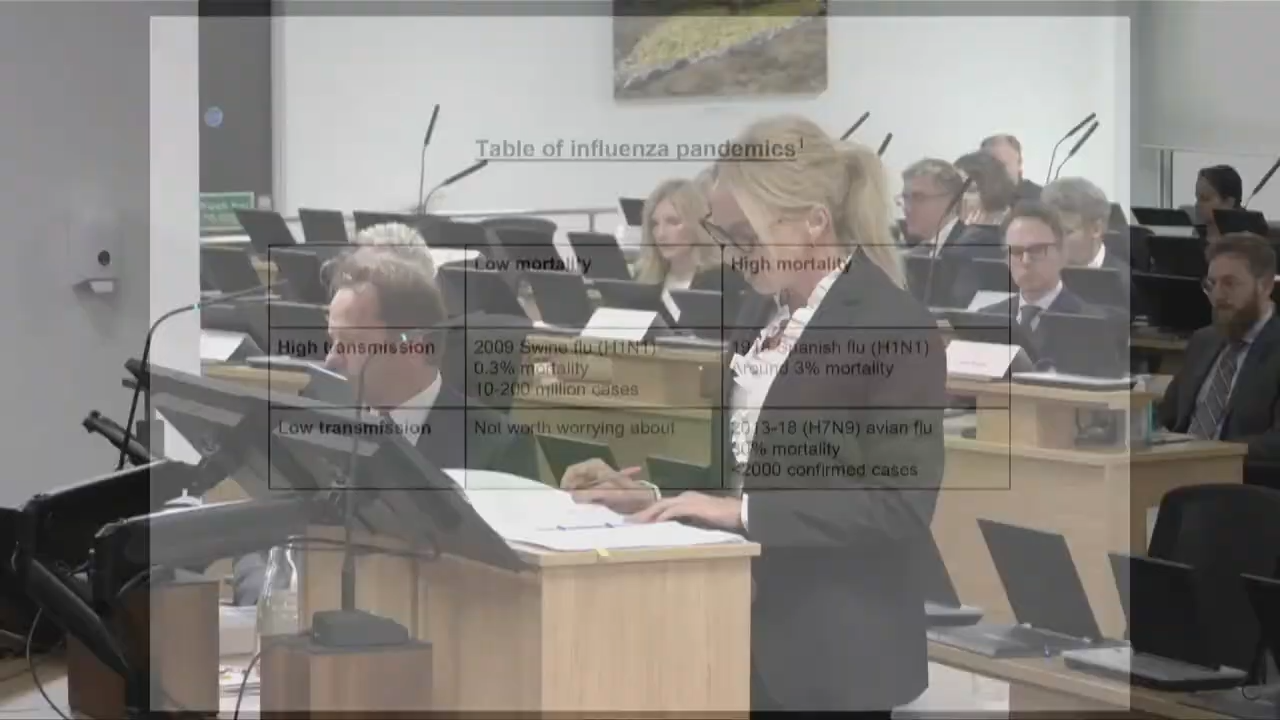 Table of influenza pandemics¹
Low mortality
High mortality
High transmission
2009 Swine flu (H1N1)
0.3% mortality
10-200 million cases
1918 Spanish flu (H1N1)
Around 3% mortality
Low transmission
Not worth worrying about
2013-18 (H7N9) avian flu
mortality
<2000 confirmed cases